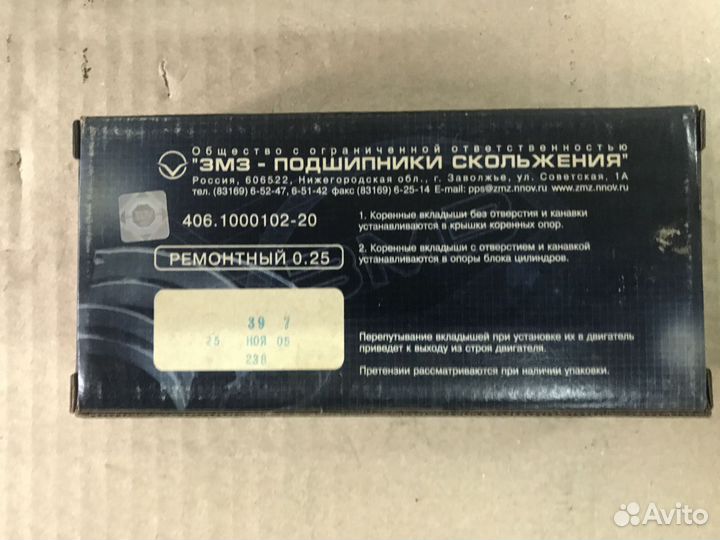 Общество с ограниченной ответственностью
"ЗМЗ - ПОДШИПНИКИ СКОЛЬЖЕНИЯ"
Россия, 606522, Нижегородская обл., г. Заволжье, ул. Советская, 1А
тел. (83169) 6-52-47, 6-51-42 факс (83169) 6-25-14 E-mail: pps@zmz.nnov.ru www.zmz.nnov.ru
406.1000102-20
РЕМОНТНЫЙ 0.25
1. Коренные вкладыши без отверстия и канавки
устанавливаются в крышки коренных опор.
2. Коренные вкладыши с отверстием и канавкой
устанавливаются в опоры блока цилиндров.
39 7
25 НОЯ 05
238
Перепутывание вкладышей при установке их в двигатель
приведет к выходу из строя двигателя.
Претензии рассматриваются при наличии упаковки.
Avito